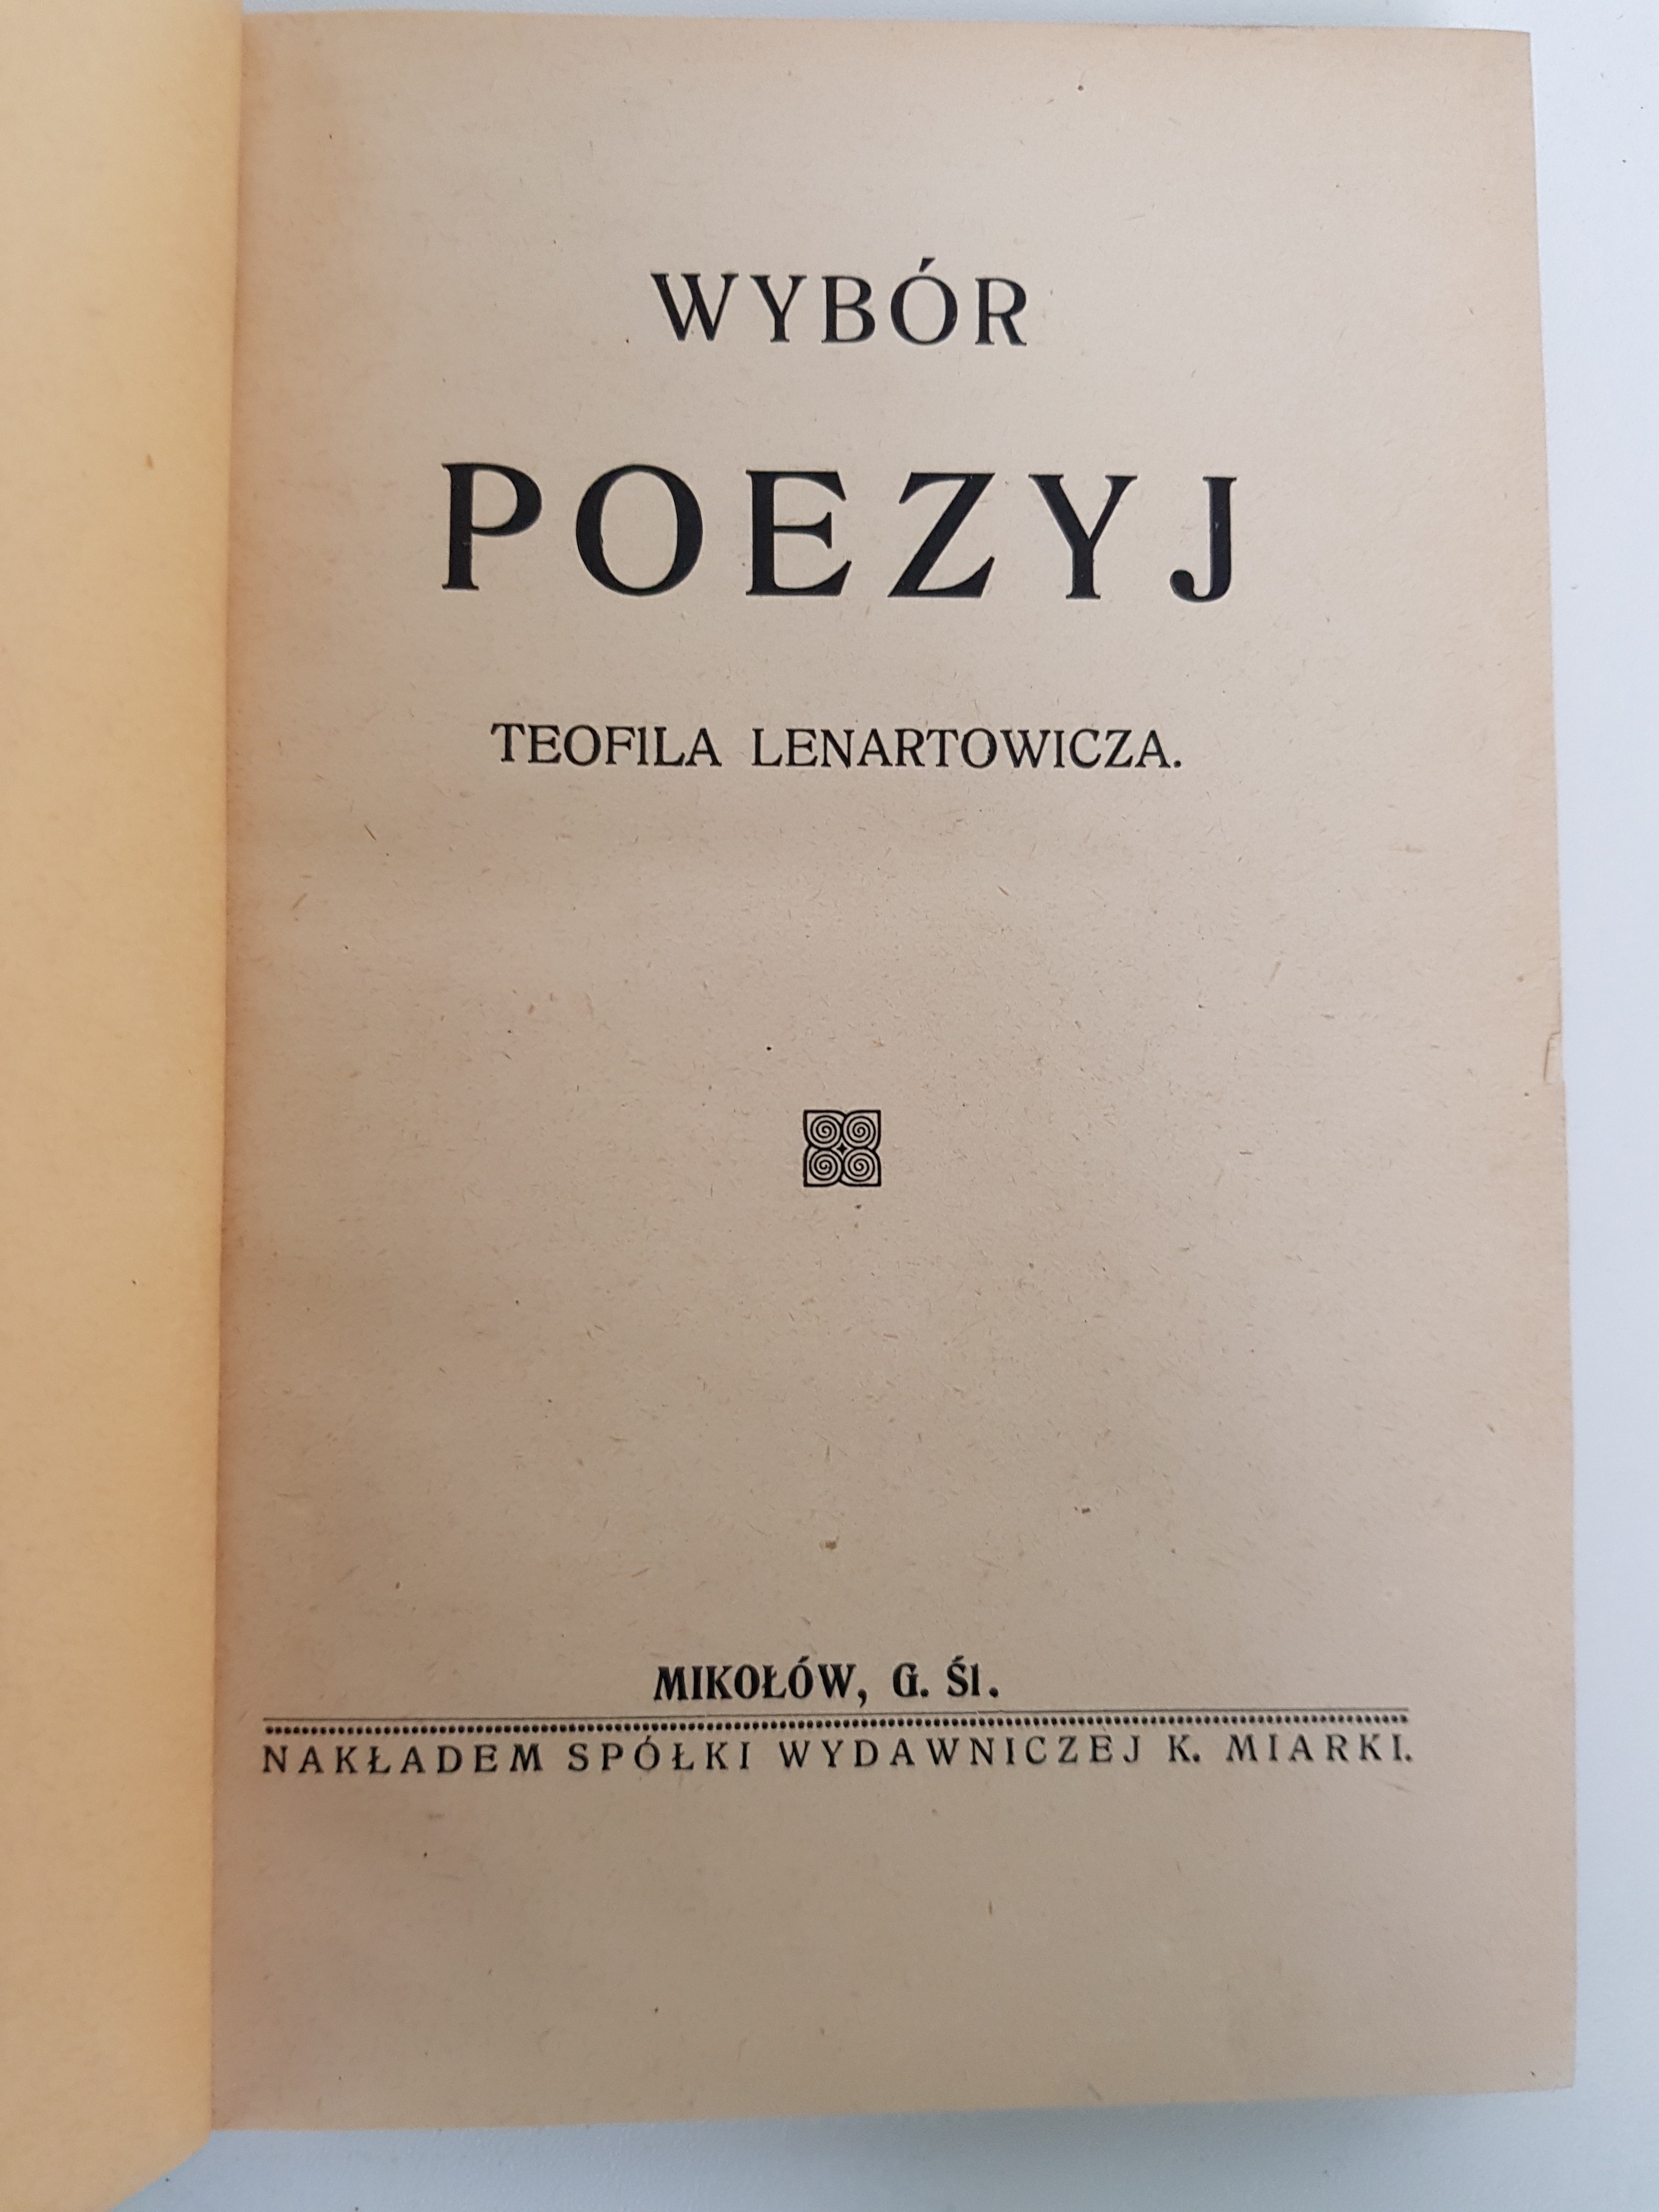 WYBÓR
POEZYJ
TEOFILA LENARTOWICZA.
MIKOŁÓW, G. Śl.
NAKŁADEM SPÓŁKI WYDAWNICZEJ K. MIARKI.